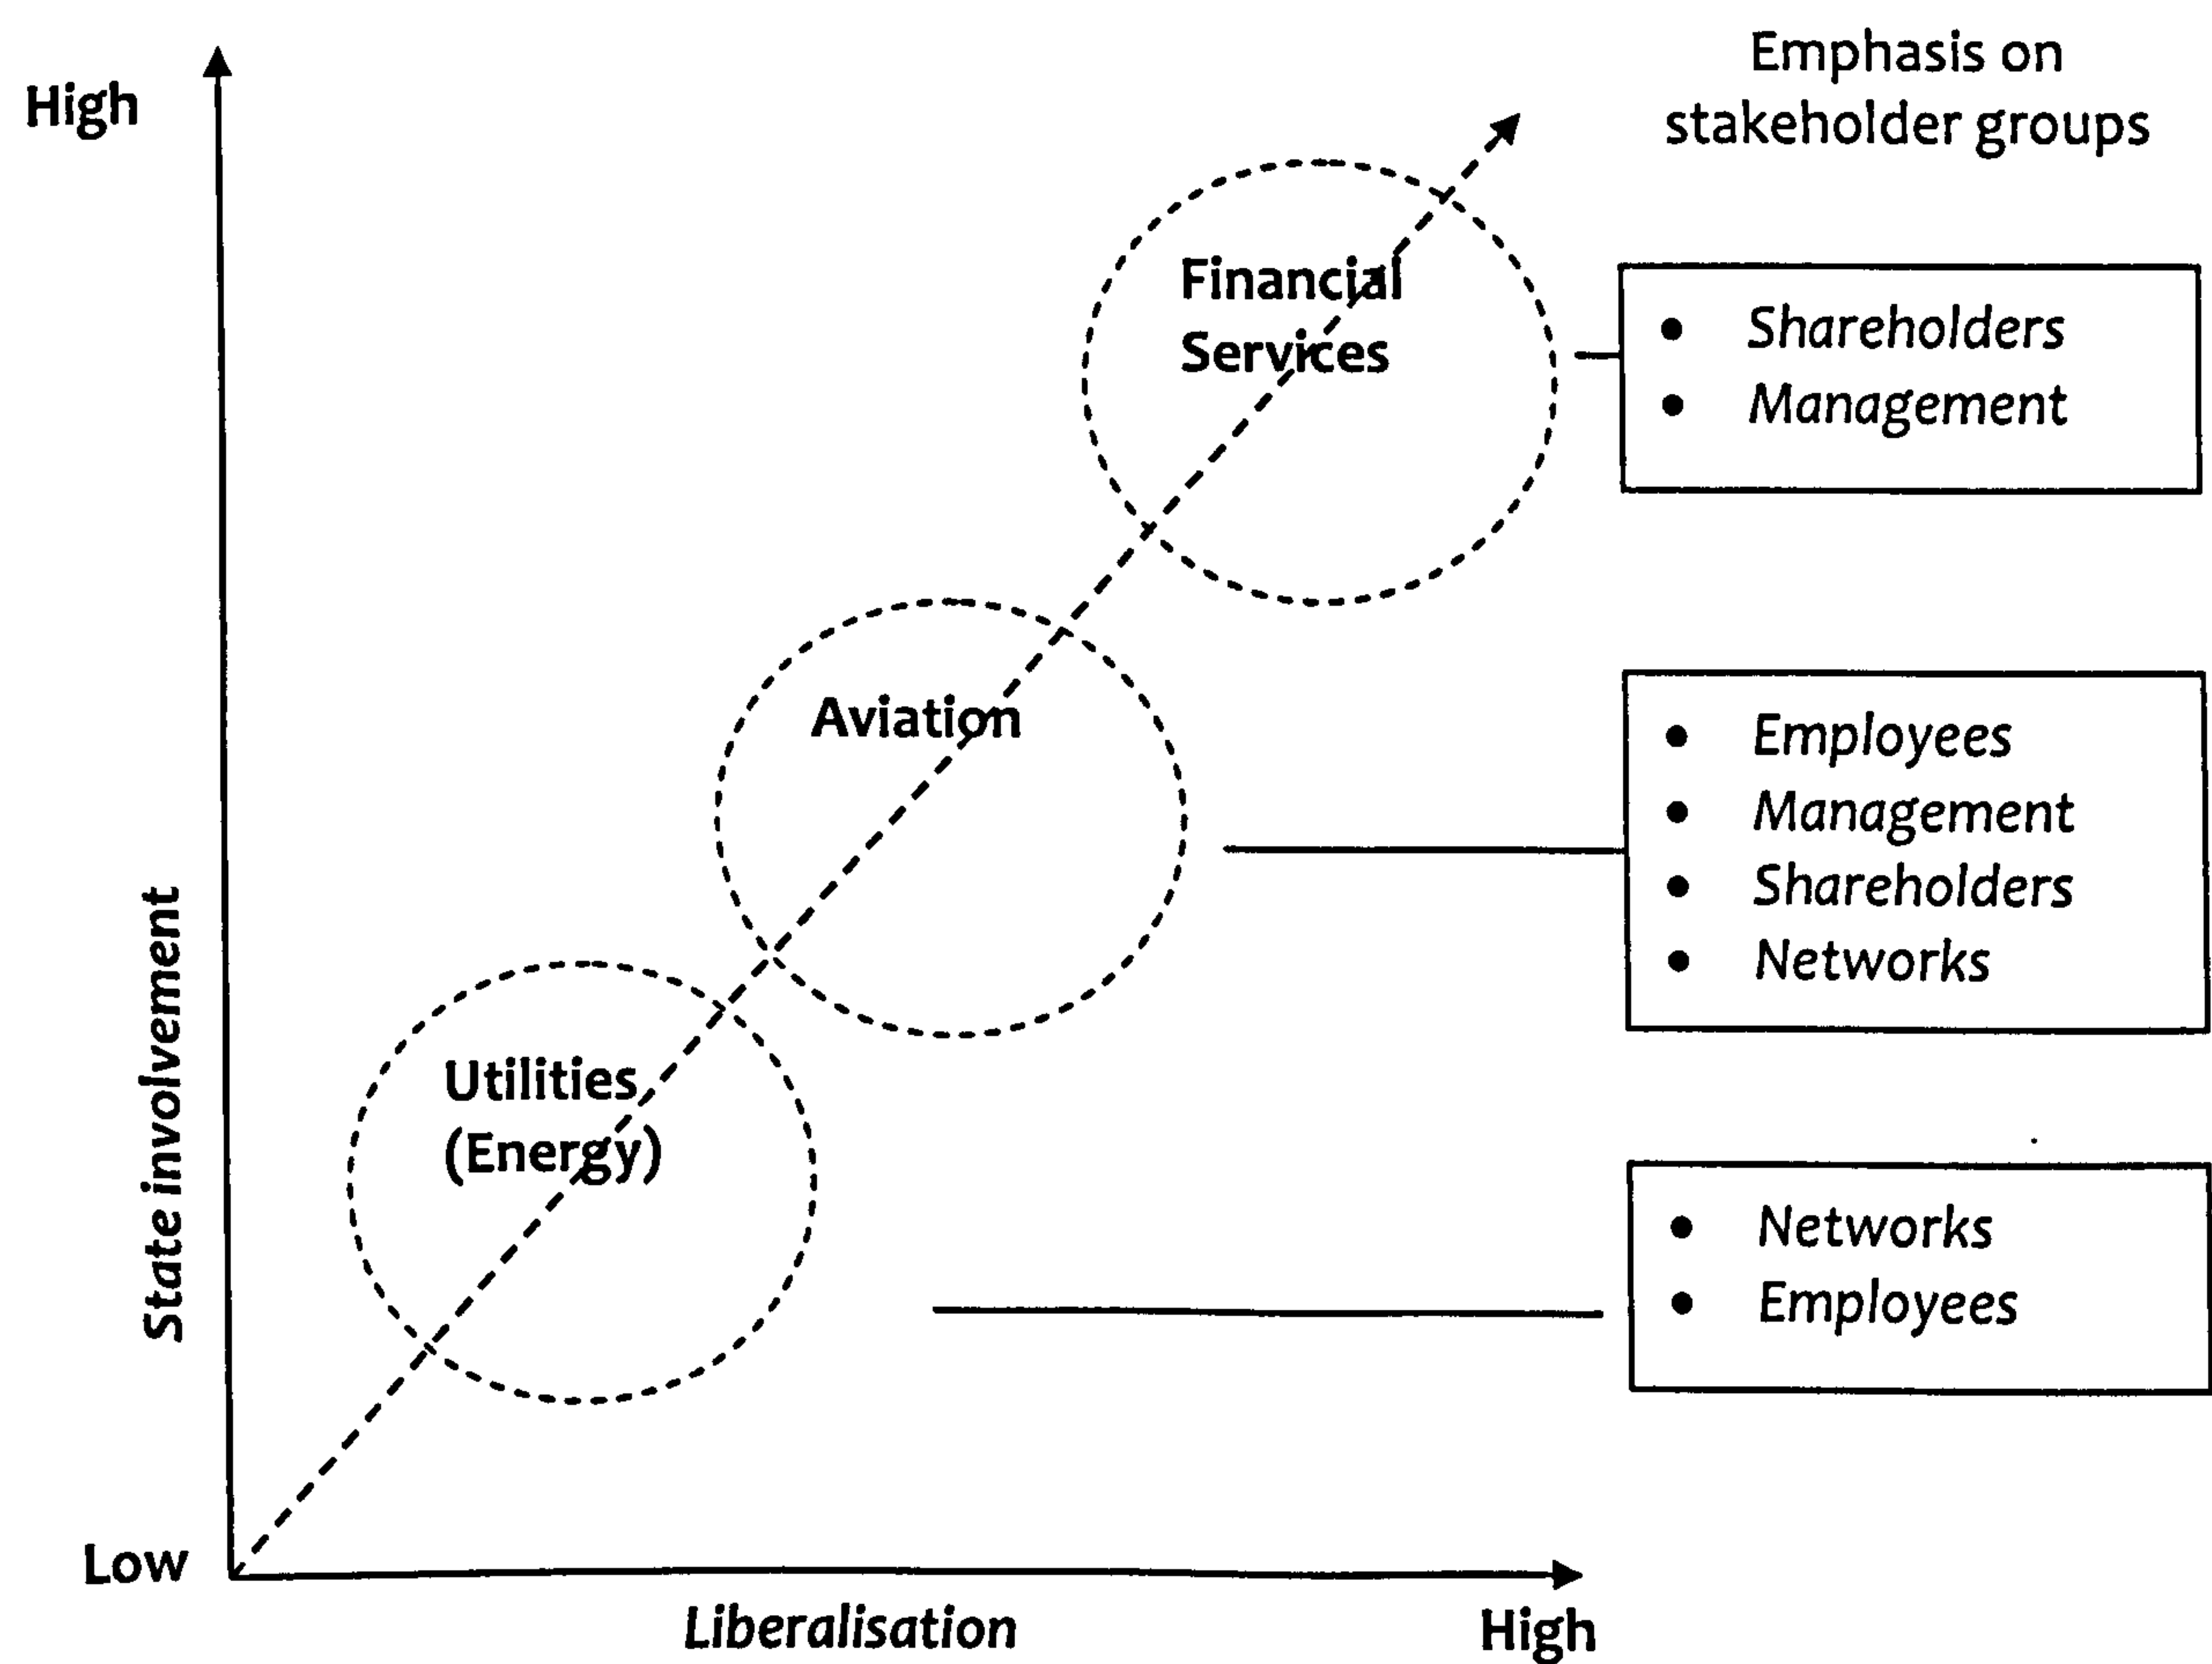 High
Emphasis on
stakeholder groups
Financial
Services
• Shareholders
• Management
Aviation
• Employees
• Management
• Shareholders
• Networks
State involvement
Utilities
(Energy)
• Networks
• Employees
Low
Liberalisation
High